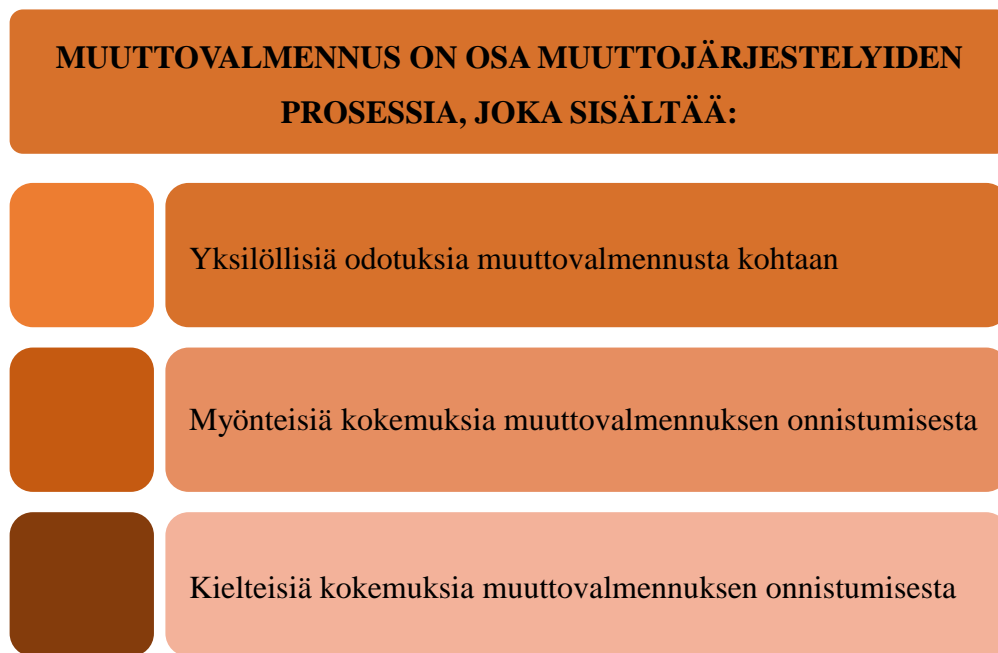 MUUTTOVALMENNUS ON OSA MUUTTOJÄRJESTELYIDEN
PROSESSIA, JOKA SISÄLTÄÄ:
Yksilöllisiä odotuksia muuttovalmennusta kohtaan
Myönteisiä kokemuksia muuttovalmennuksen onnistumisesta
Kielteisiä kokemuksia muuttovalmennuksen onnistumisesta